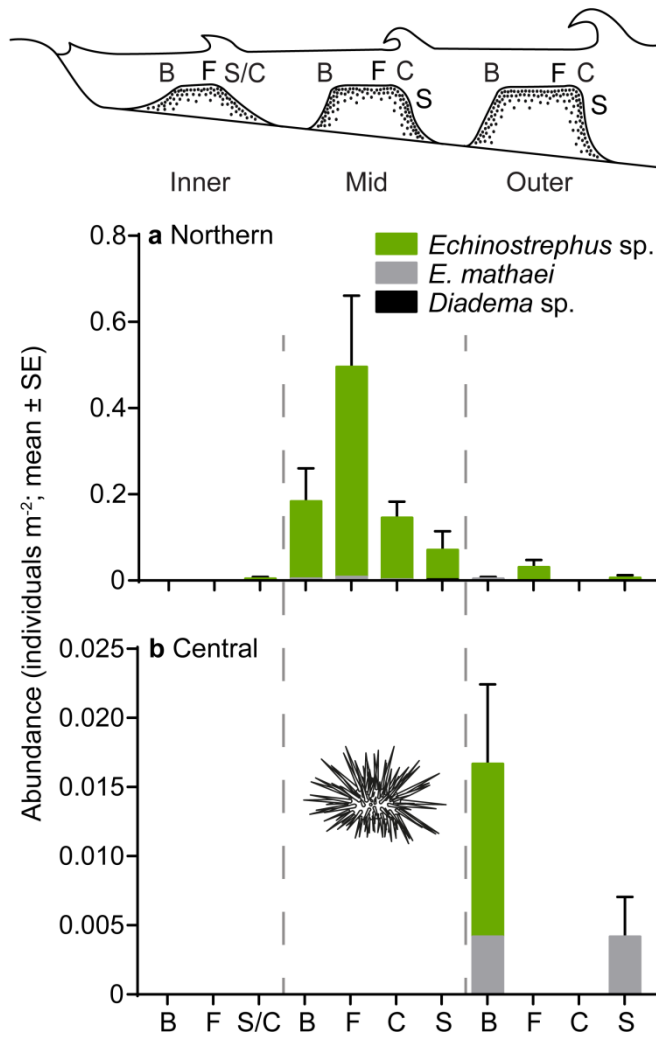 B F S/C B F C S B F C S
Inner Mid Outer
Abundance (individuals m⁻²; mean ± SE)
a Northern
Echinostrephus sp.
E. mathaei
Diadema sp.
0.8
0.6
0.4
0.2
0
b Central
0.025
0.020
0.015
0.010
0.005
0
B F S/C B F C S B F C S